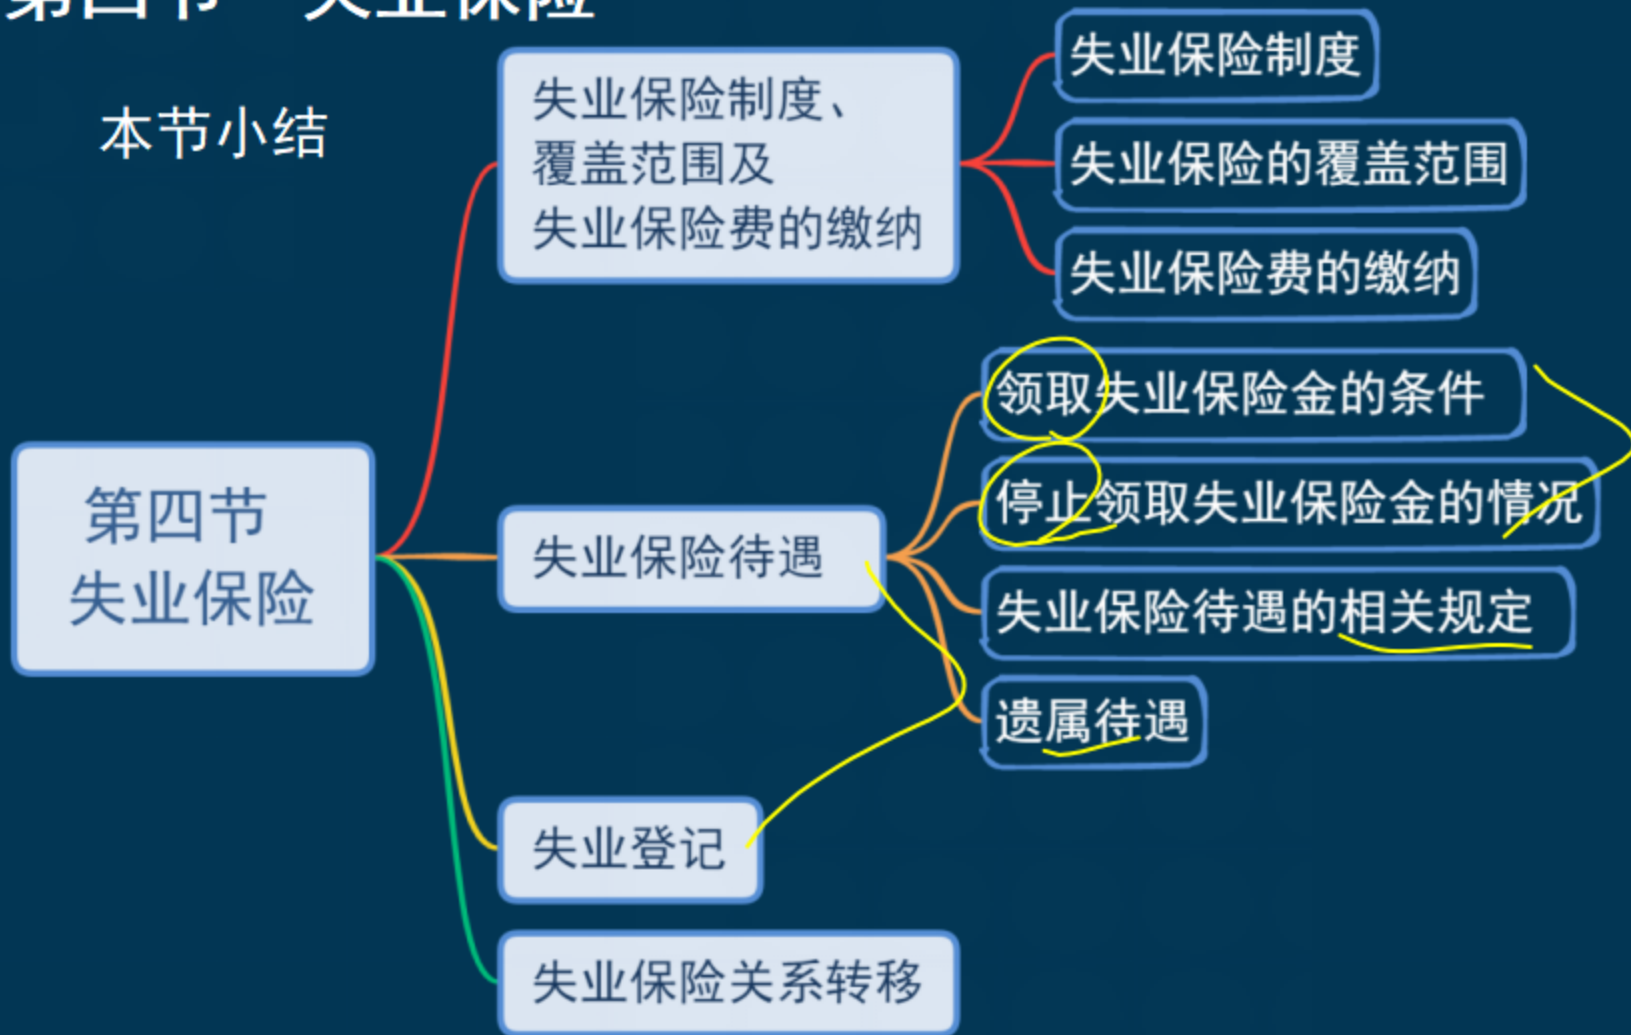 第四节 失业保险
本节小结
失业保险制度、
覆盖范围及
失业保险费的缴纳
失业保险制度
失业保险的覆盖范围
失业保险费的缴纳
第四节
失业保险
失业保险待遇
领取失业保险金的条件
停止领取失业保险金的情况
失业保险待遇的相关规定
遗属待遇
失业登记
失业保险关系转移